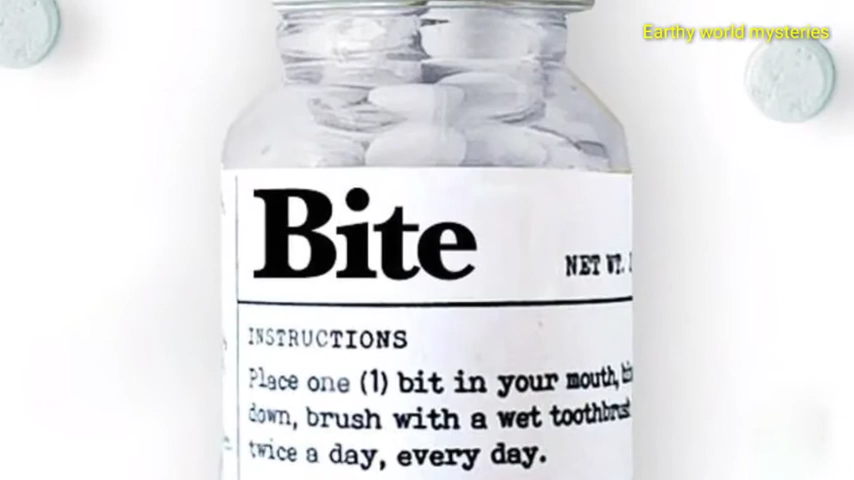 Earthy world mysteries
Bite
NET WT.
INSTRUCTIONS
Place one (1) bit in your mouth,
down, brush with a wet
twice a day, every day.